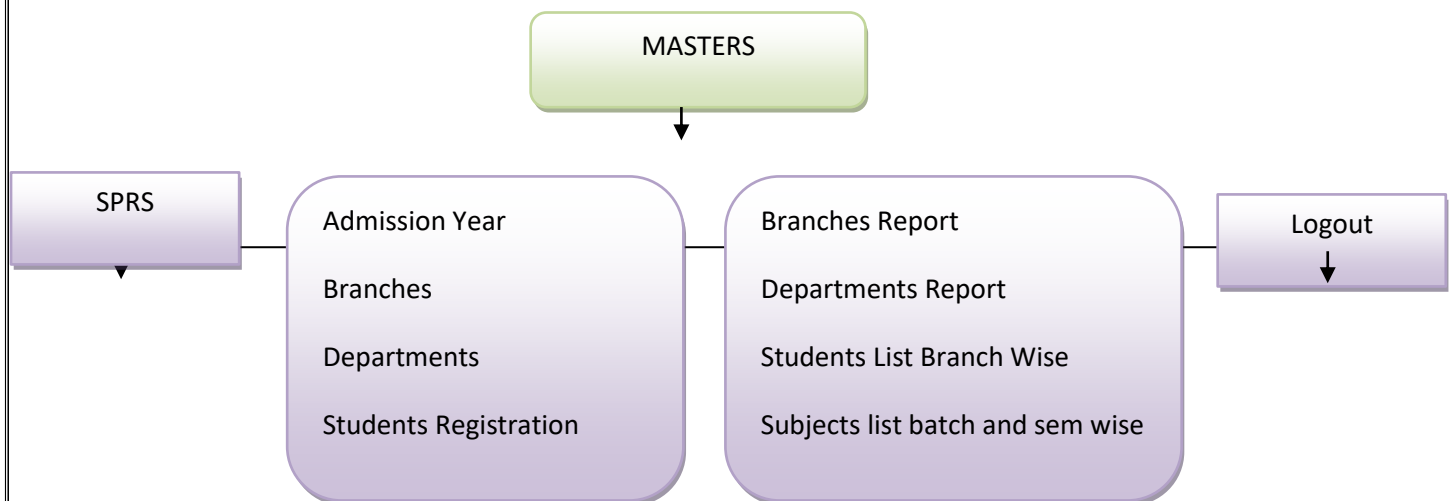 MASTERS
SPRS
Admission Year
Branches
Departments
Students Registration
Branches Report
Departments Report
Students List Branch Wise
Subjects list batch and sem wise
Logout